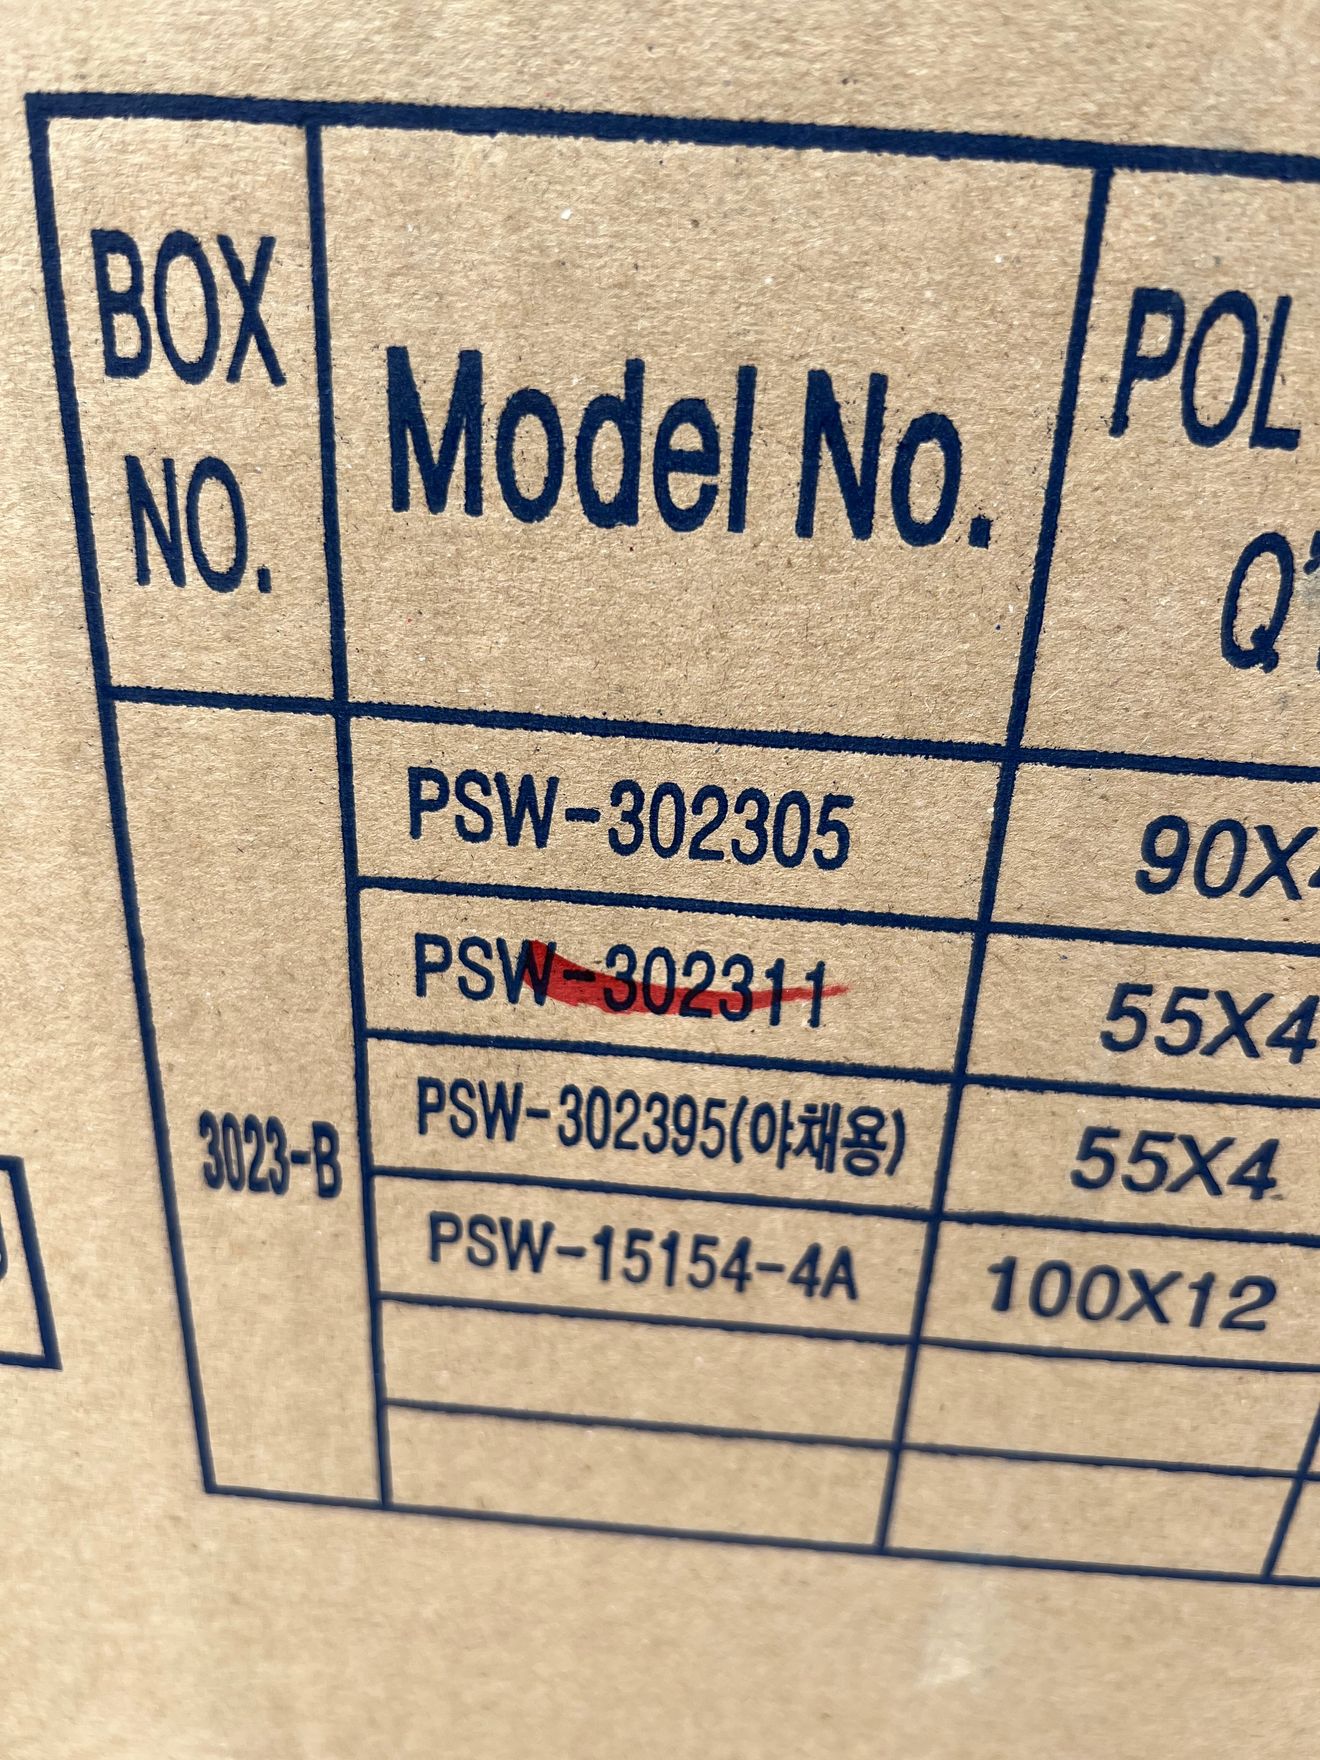 BOX NO. Model No. POL Q'
PSW-302305 90X
PSW-302311 55X4
3023-B PSW-302395(야채용) 55X4
PSW-15154-4A 100X12